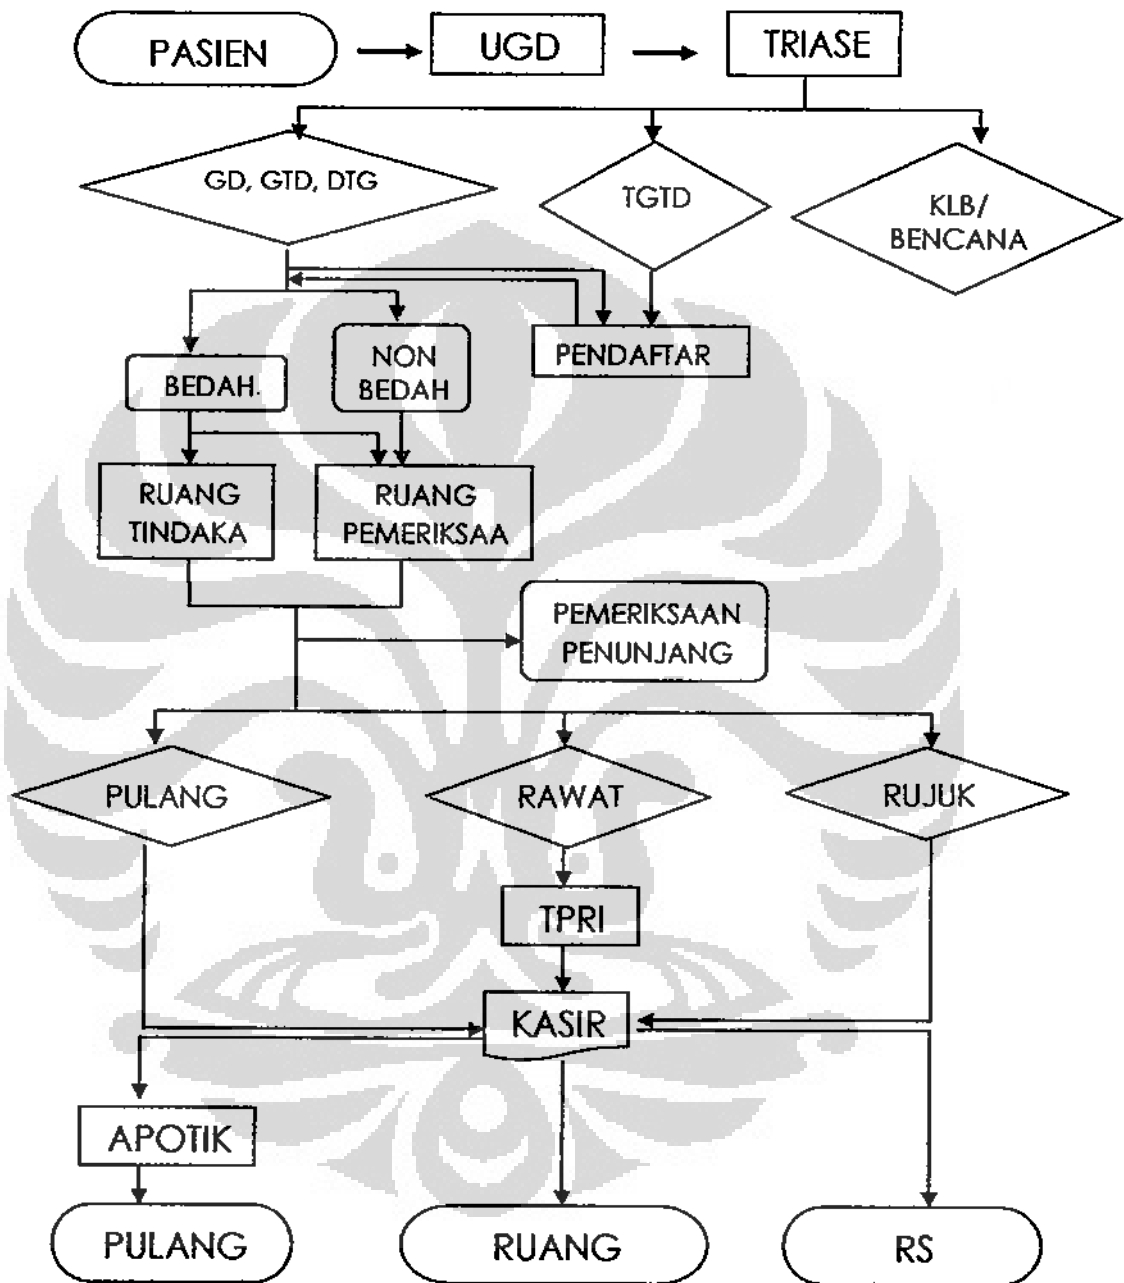 PASIEN
UGD
TRIASE
GD, GTD, DTG
TGTD
KLB/
BENCANA
BEDAH.
NON
BEDAH
PENDAFTAR
RUANG
TINDAKA
RUANG
PEMERIKSAA
PEMERIKSAAN
PENUNJANG
PULANG
RAWAT
RUJUK
TPRI
KASIR
APOTIK
PULANG
RUANG
RS